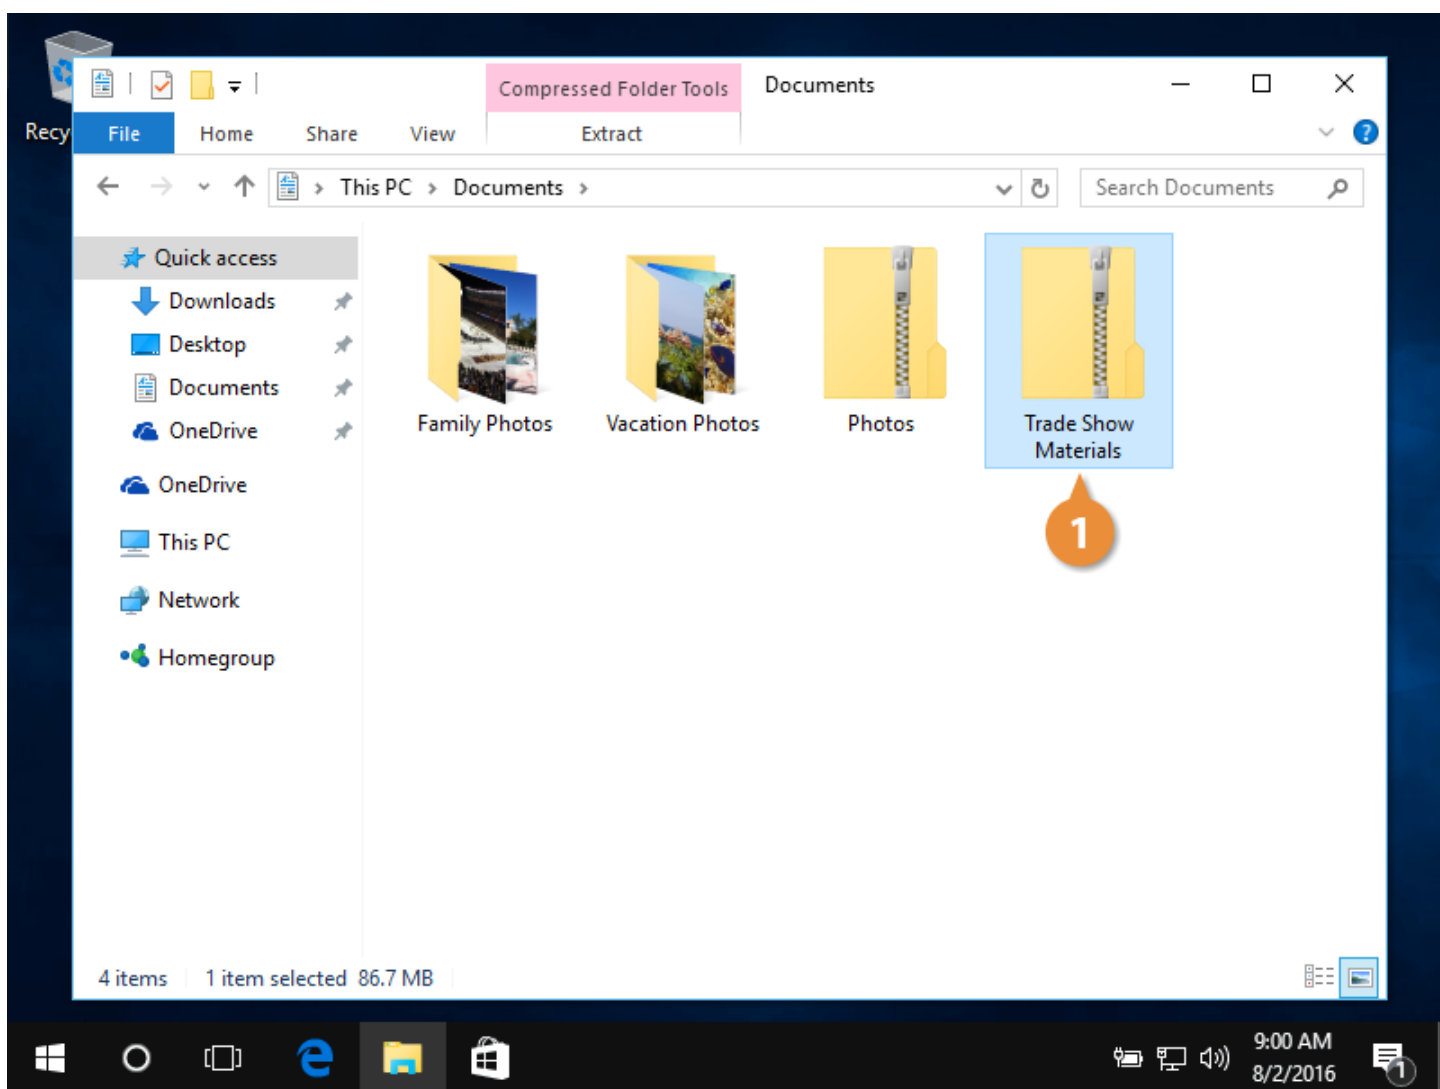 Recy
Compressed Folder Tools
Documents
File
Home
Share
View
Extract
This PC
Documents
Search Documents
Quick access
Downloads
Desktop
Documents
OneDrive
OneDrive
This PC
Network
Homegroup
Family Photos
Vacation Photos
Photos
Trade Show
Materials
1
4 items
1 item selected 86.7 MB
9:00 AM
8/2/2016
1